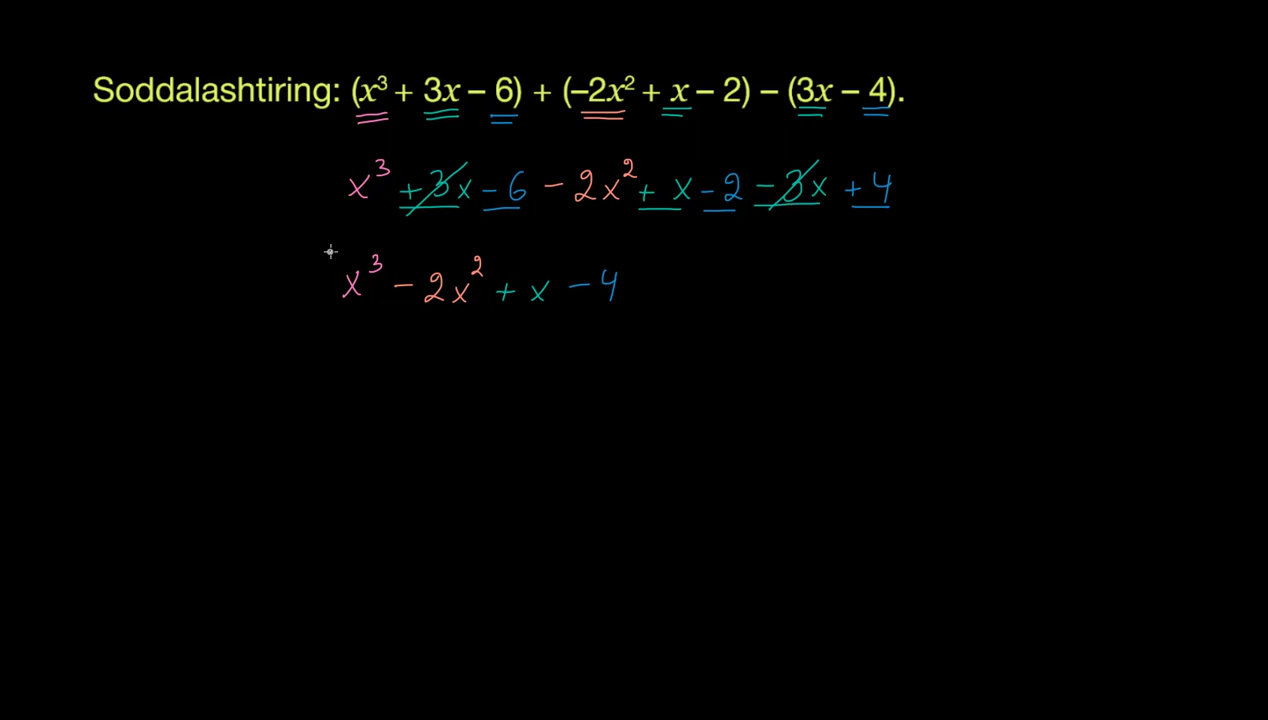 Soddalashtiring: (x³ + 3x – 6) + (–2x² + x – 2) – (3x – 4).
x³ + 3x – 6 – 2x² + x – 2 – 3x + 4
x³ – 2x² + x – 4